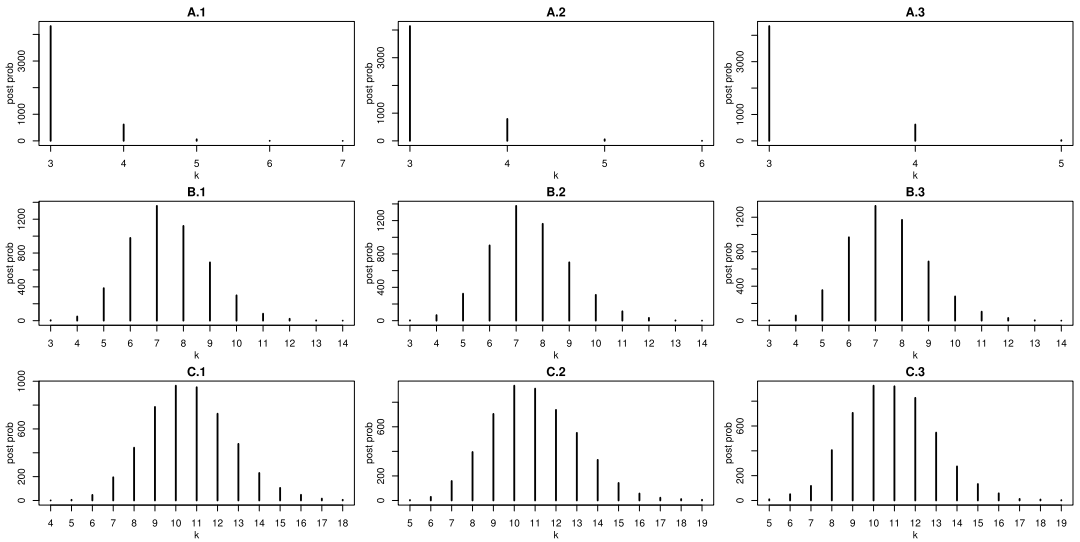 A.1
A.2
A.3
post prob
0 1000 3000
3 4 5 6 7
k
post prob
0 1000 3000
3 4 5 6
k
post prob
0 1000 3000
3 4 5
k
B.1
B.2
B.3
post prob
0 400 800 1200
3 4 5 6 7 8 9 10 11 12 13 14
k
post prob
0 400 800 1200
3 4 5 6 7 8 9 10 11 12 13 14
k
post prob
0 400 800 1200
3 4 5 6 7 8 9 10 11 12 13 14
k
C.1
C.2
C.3
post prob
0 200 600 1000
4 5 6 7 8 9 10 11 12 13 14 15 16 17 18
k
post prob
0 200 600
5 6 7 8 9 10 11 12 13 14 15 16 17 18 19
k
post prob
0 200 600
5 6 7 8 9 10 11 12 13 14 15 16 17 18 19
k